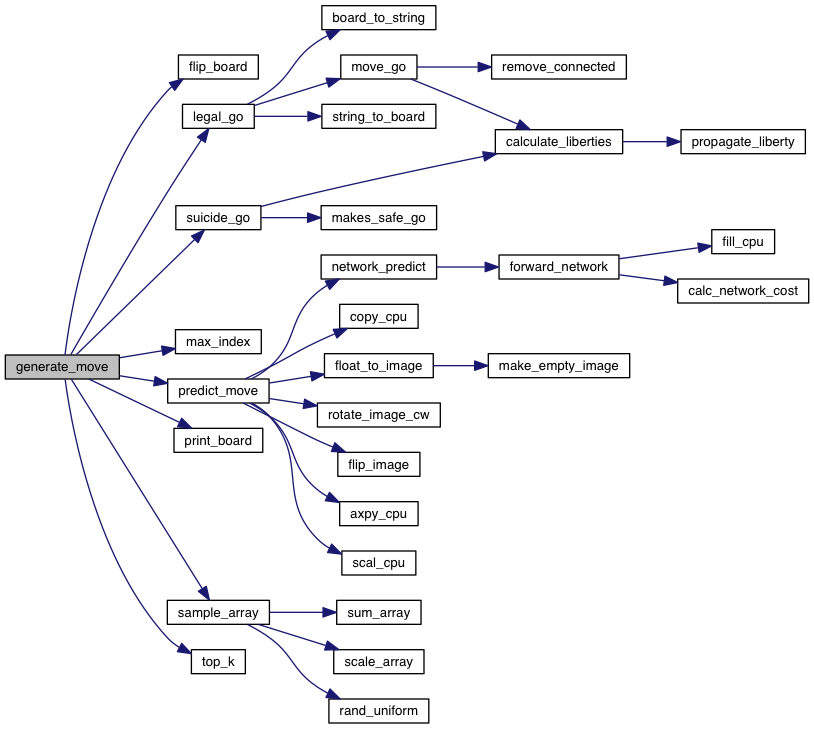 board_to_string
flip_board
move_go
remove_connected
legal_go
string_to_board
calculate_liberties
propagate_liberty
suicide_go
makes_safe_go
fill_cpu
network_predict
forward_network
calc_network_cost
copy_cpu
max_index
generate_move
float_to_image
make_empty_image
predict_move
rotate_image_cw
print_board
flip_image
axpy_cpu
scal_cpu
sample_array
sum_array
top_k
scale_array
rand_uniform